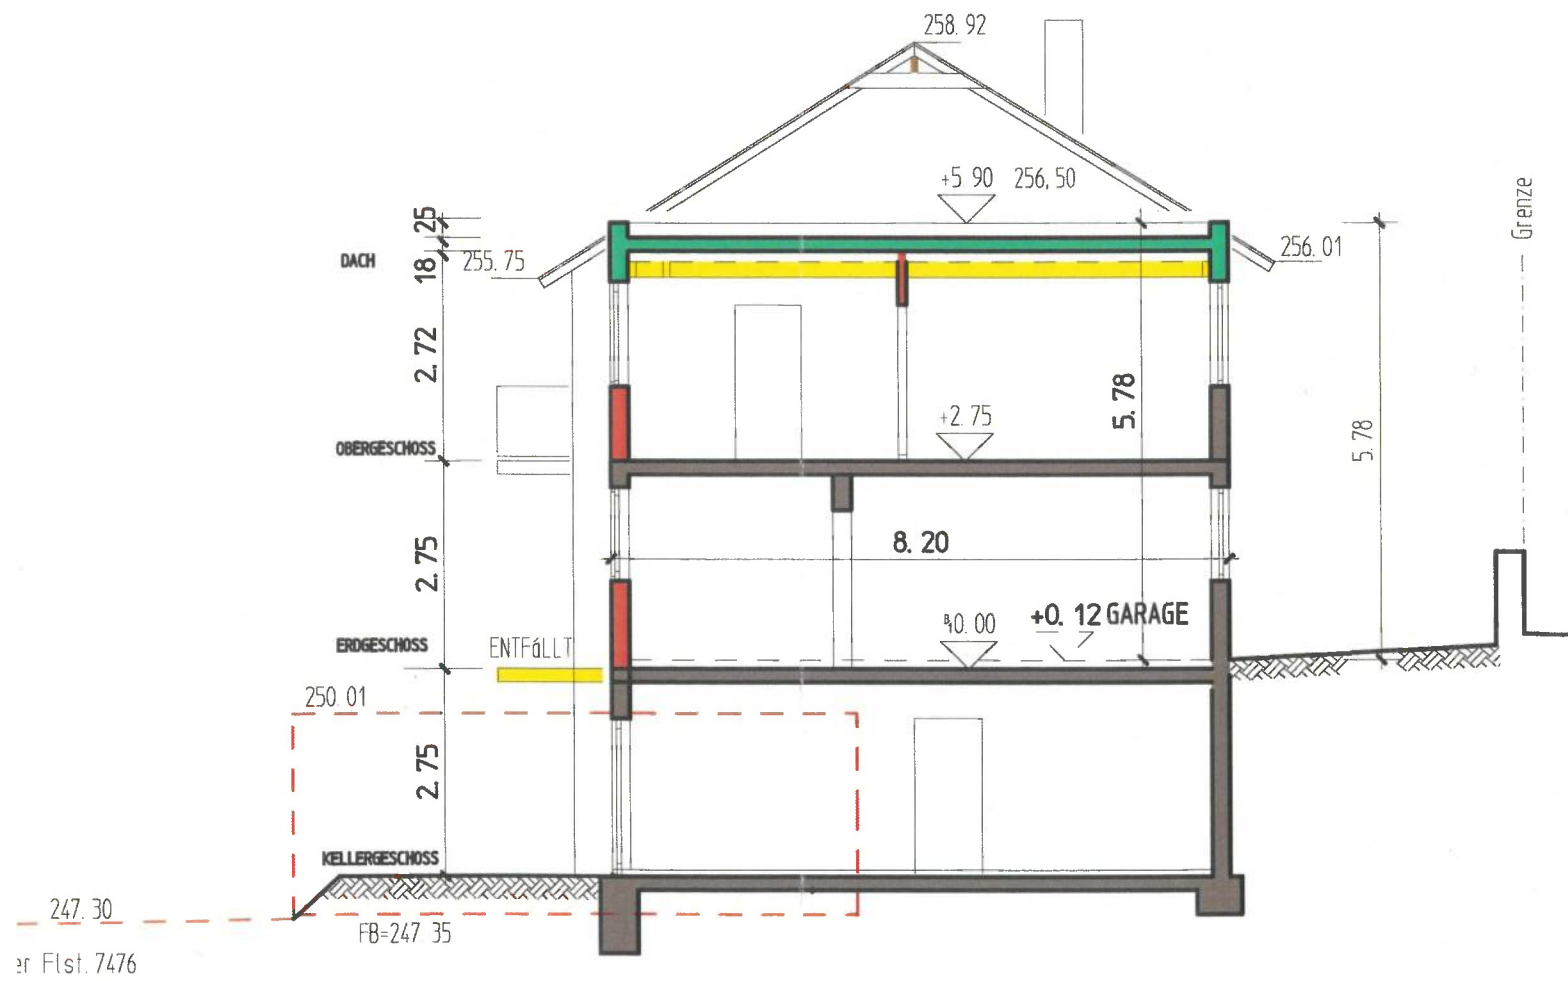 258. 92
+5 90 256,50
Grenze
25
DACH
18
255. 75
256. 01
2. 72
5. 78
+2. 75
5. 78
OBERGESCHOSS
8. 20
2. 75
+0. 12 GARAGE
0. 00
ERDGESCHOSS
ENTFáLLT
250 01
2. 75
KELLERGESCHOSS
247. 30
FB=247 35
Flst. 7476